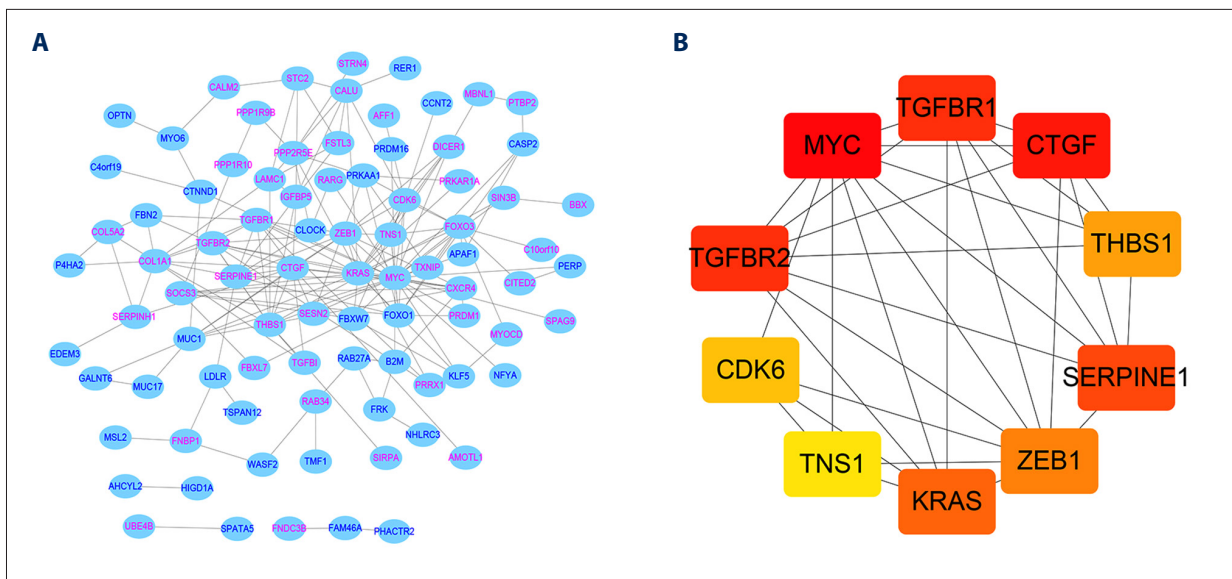 A
B
STRN4
RER1
STC2
CALM2
CALU
MBNL1
CCNT2
PTBP2
OPTN
PPP1R9B
AFF1
MYO6
FSTL3
PRDM16
DICER1
CASP2
PPP2R5E
C4orf19
PPP1R10
LAMC1
RARG
PRKAA1
PRKAR1A
CTNND1
IGFBP5
CDK6
SIN3B
BBX
FBN2
TGFBR1
COL5A2
CLOCK
ZEB1
TNS1
FOXO3
TGFBR2
APAF1
C10orf10
P4HA2
COL1A1
CTGF
KRAS
MYC
TXNIP
PERP
SERPINE1
CITED2
SOCS3
CXCR4
SERPINH1
THBS1
SESN2
FBXW7
FOXO1
PRDM1
SPAG9
MUC1
MYOCD
EDEM3
RAB27A
B2M
FBXL7
TGFBI
GALNT6
LDLR
KLF5
NFYA
MUC17
PRRX1
TSPAN12
RAB34
FRK
MSL2
FNBP1
NHLRC3
WASF2
TMF1
SIRPA
AMOTL1
AHCYL2
HIGD1A
UBE4B
SPATA5
FNDC3B
FAM46A
PHACTR2
TGFBR1
MYC
CTGF
TGFBR2
THBS1
CDK6
SERPINE1
TNS1
ZEB1
KRAS